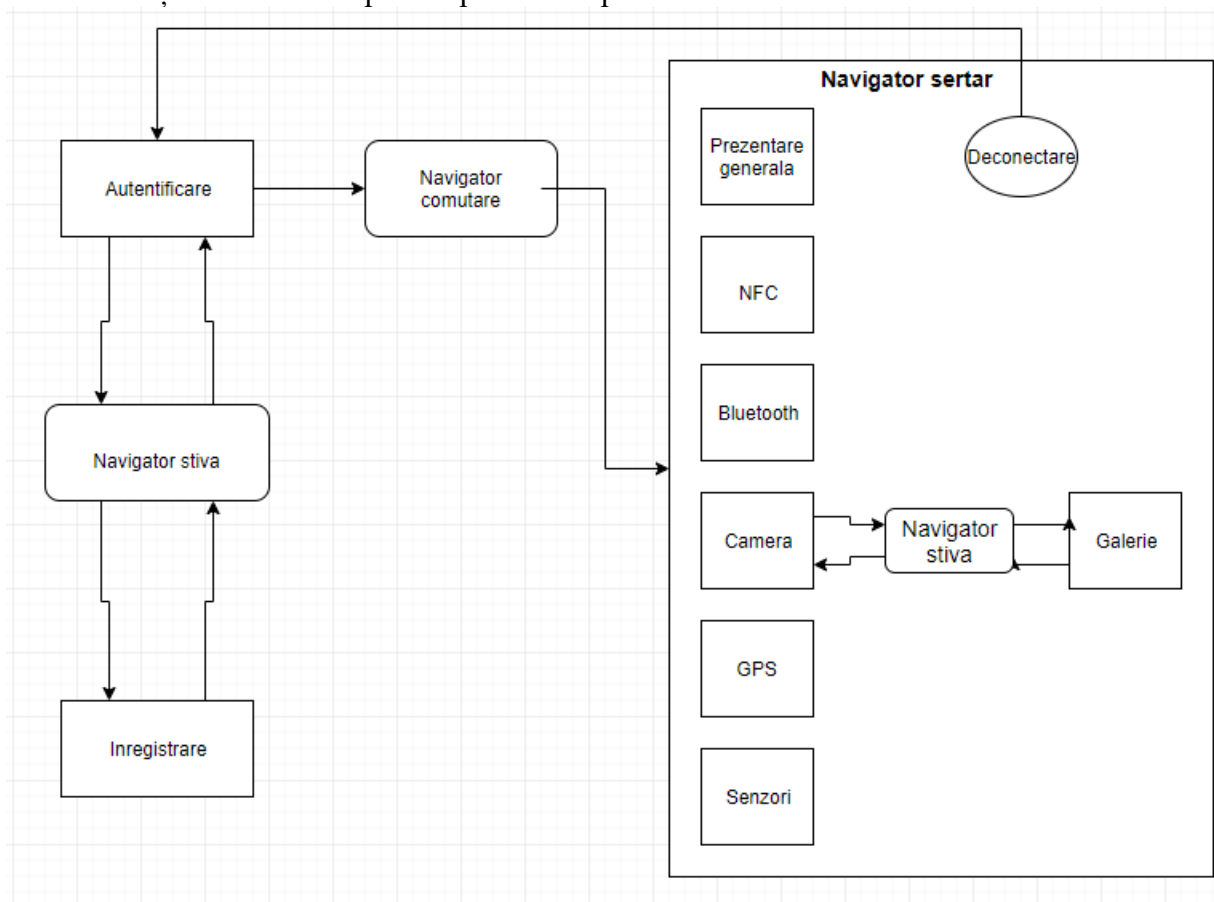 Navigator sertar
Prezentare
generala
Deconectare
Autentificare
Navigator
comutare
NFC
Bluetooth
Navigator stiva
Camera
Navigator
stiva
Galerie
GPS
Inregistrare
Senzori